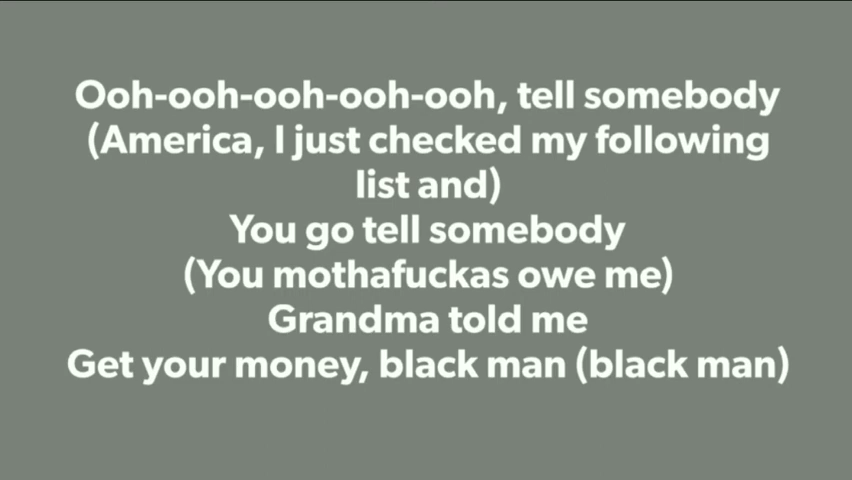 Ooh-ooh-ooh-ooh-ooh, tell somebody
(America, I just checked my following
list and)
You go tell somebody
(You mothafuckas owe me)
Grandma told me
Get your money, black man (black man)